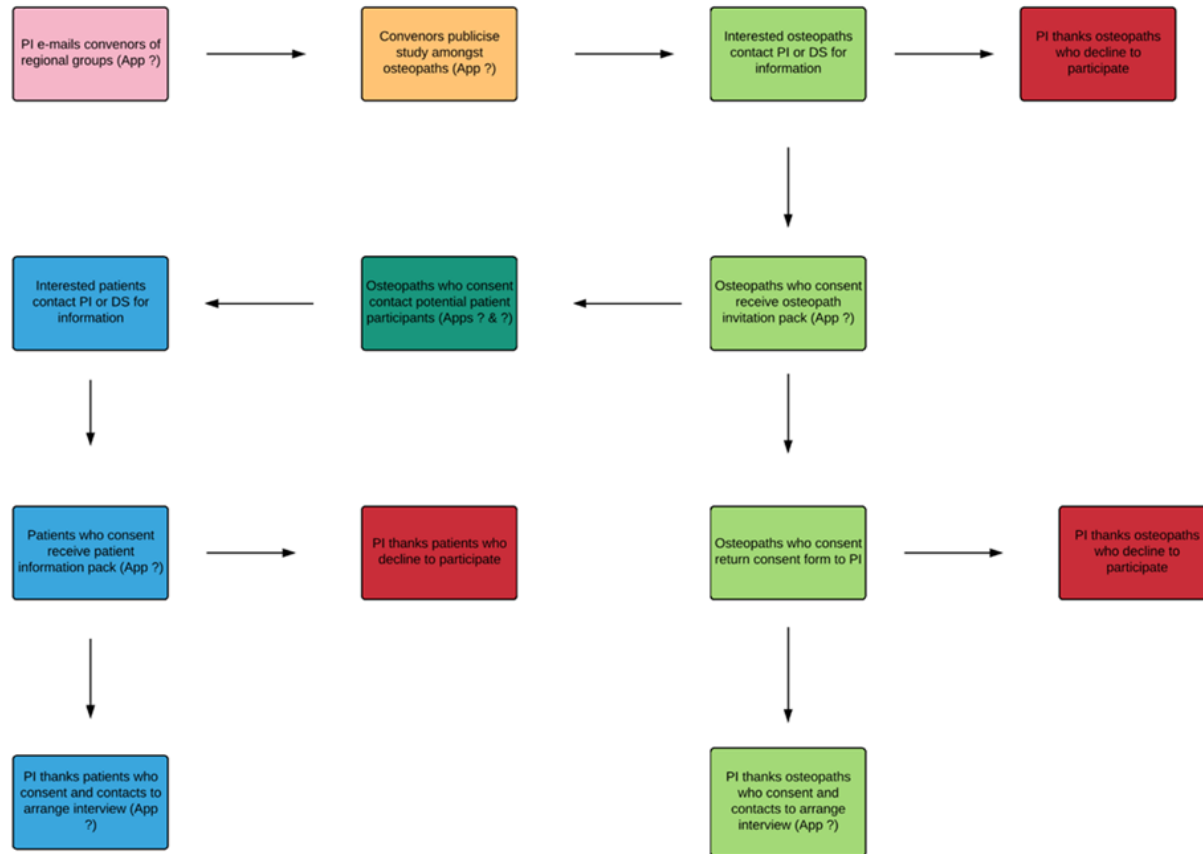 PI e-mails convenors of
regional groups (App ?)
Convenors publicise
study amongst
osteopaths (App ?)
Interested osteopaths
contact PI or DS for
information
PI thanks osteopaths
who decline to
participate
Interested patients
contact PI or DS for
information
Osteopaths who consent
contact potential patient
participants (Apps ? & ?)
Osteopaths who consent
receive osteopath
invitation pack (App ?)
Patients who consent
receive patient
information pack (App ?)
PI thanks patients who
decline to participate
Osteopaths who consent
return consent form to PI
PI thanks osteopaths
who decline to
participate
PI thanks patients who
consent and contacts to
arrange interview (App
?)
PI thanks osteopaths
who consent and
contacts to arrange
interview (App ?)